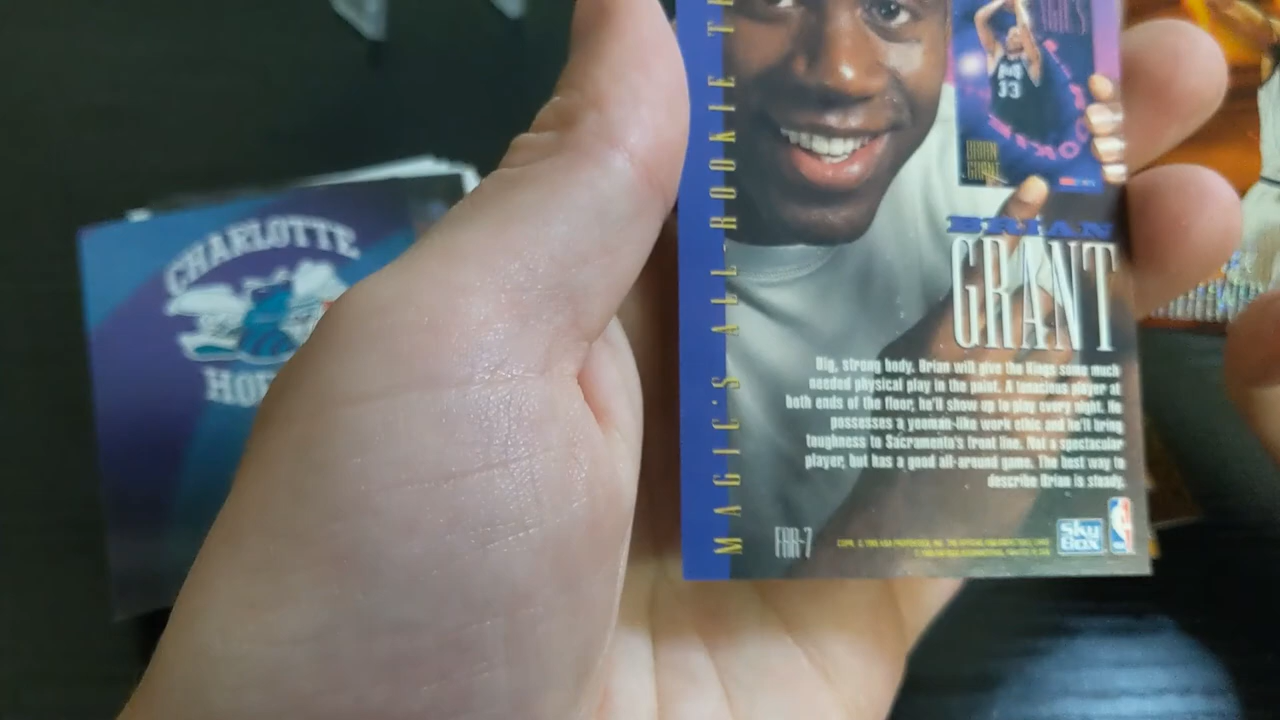 CHARLOTTE
MAGIC'S ALL-ROOKIE
33
BRIAN
GRANT
BRIAN
GRANT
Big, strong body. Brian will give the Kings some much
needed physical play in the paint. A tenacious player at
both ends of the floor, he'll show up to play every night. He
possesses a yeoman-like work ethic and he'll bring
toughness to Sacramento's front line. Not a spectacular
player, but has a good all-around game. The best way to
describe Brian is steady.
SkyBox